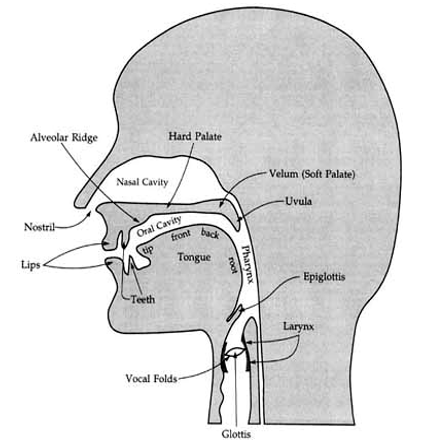 Alveolar Ridge
Hard Palate
Nasal Cavity
Velum (Soft Palate)
Uvula
Nostril
Oral Cavity
tip
front
back
root
Lips
Tongue
Pharynx
Epiglottis
Teeth
Larynx
Vocal Folds
Glottis